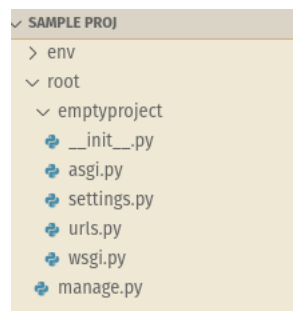 SAMPLE PROJ
env
root
emptyproject
__init__.py
asgi.py
settings.py
urls.py
wsgi.py
manage.py